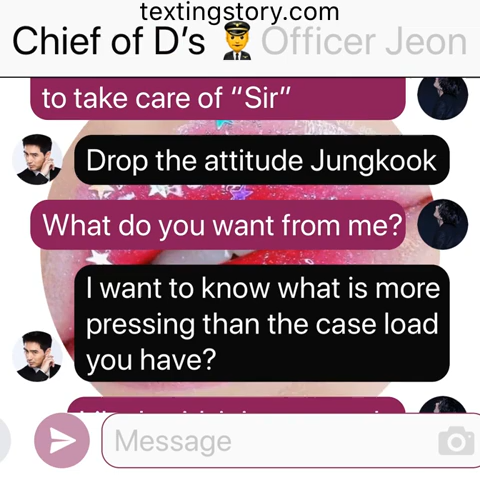 textingstory.com
Chief of D’s 👨‍✈️ Officer Jeon
to take care of “Sir”
Drop the attitude Jungkook
What do you want from me?
I want to know what is more
pressing than the case load
you have?
Message